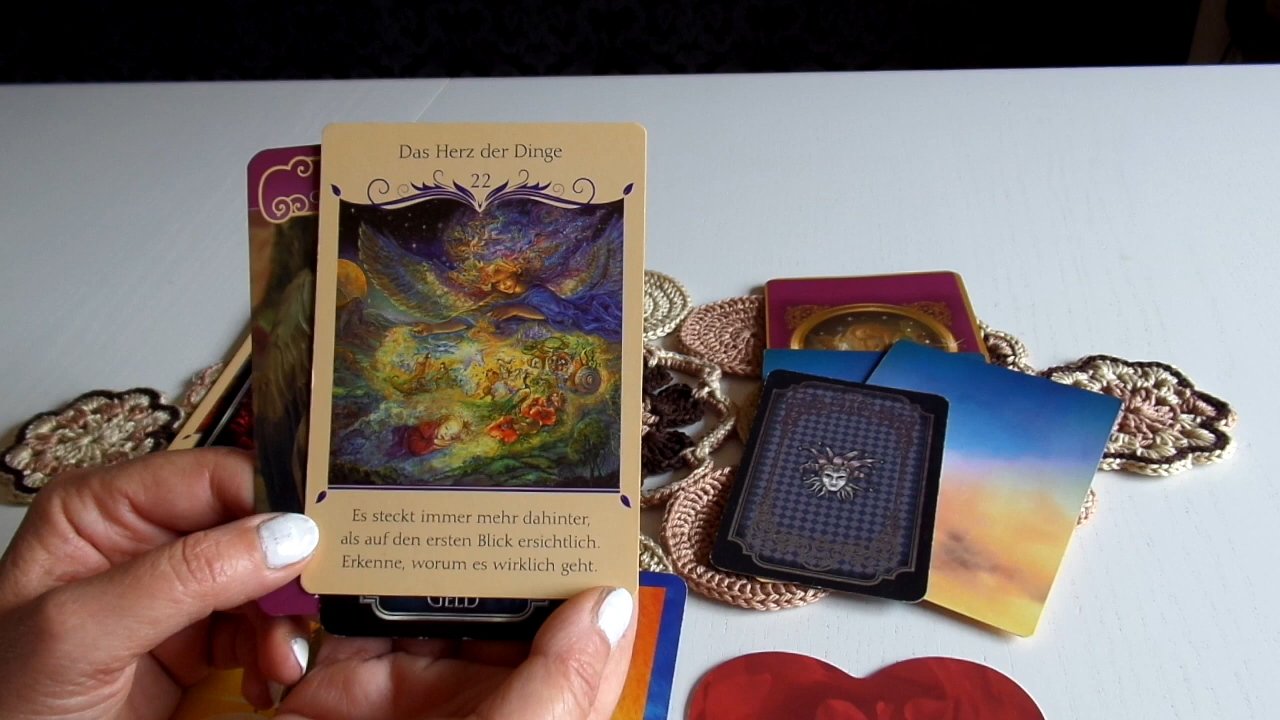 Das Herz der Dinge
22
Es steckt immer mehr dahinter,
als auf den ersten Blick ersichtlich.
Erkenne, worum es wirklich geht.
GELD